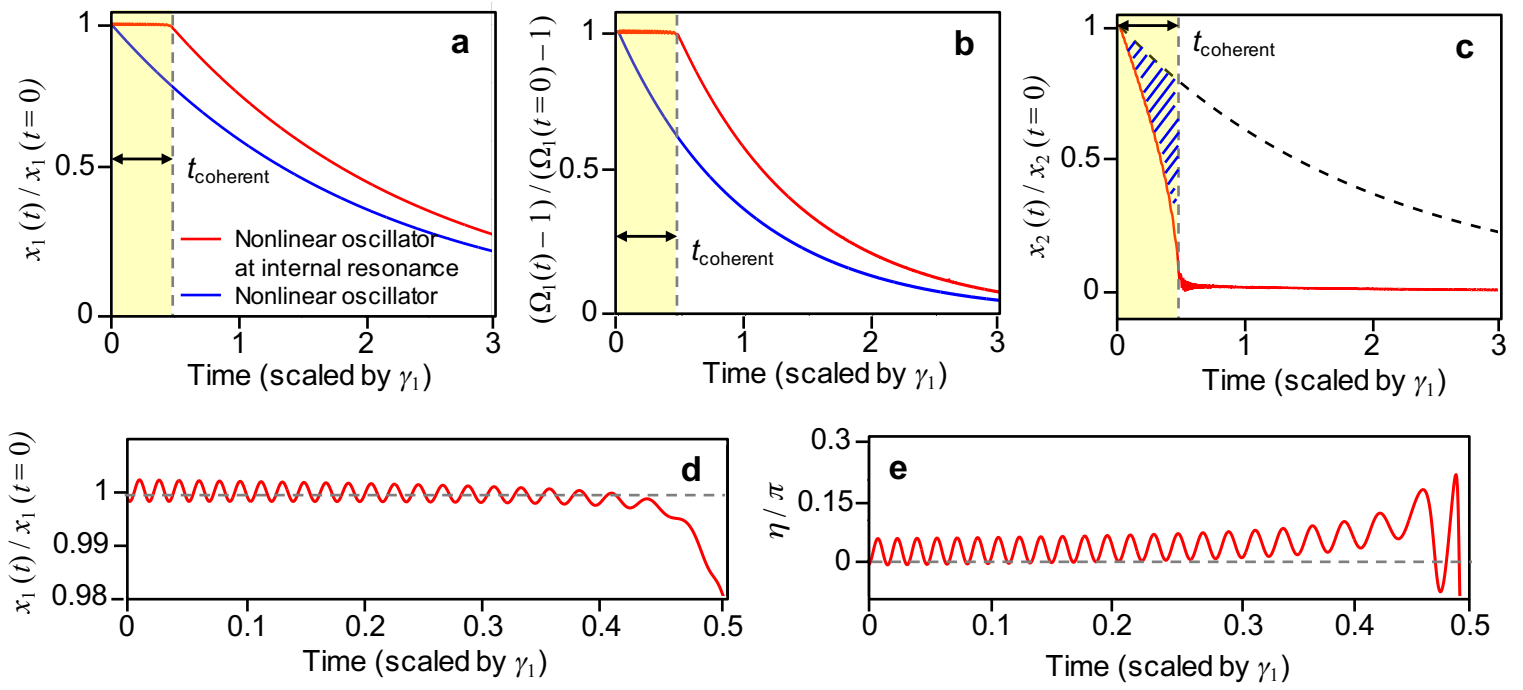 a
x₁(t) / x₁(t = 0)
1
0.5
0
t_coherent
Nonlinear oscillator
at internal resonance
Nonlinear oscillator
0 1 2 3
Time (scaled by γ₁)
b
(Ω₁(t) − 1) / (Ω₁(t = 0) − 1)
1
0.5
0
t_coherent
0 1 2 3
Time (scaled by γ₁)
c
x₂(t) / x₂(t = 0)
1
0.5
0
t_coherent
0 1 2 3
Time (scaled by γ₁)
d
x₁(t) / x₁(t = 0)
1
0.99
0.98
0 0.1 0.2 0.3 0.4 0.5
Time (scaled by γ₁)
e
η / π
0.3
0.15
0
0 0.1 0.2 0.3 0.4 0.5
Time (scaled by γ₁)